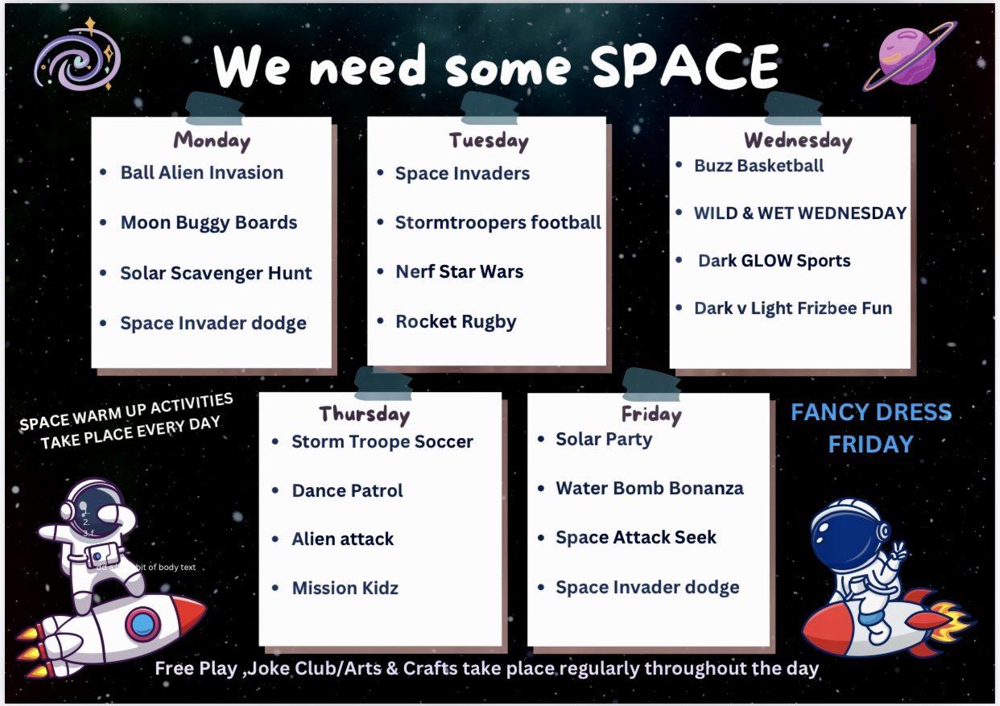 We need some SPACE
Monday
• Ball Alien Invasion
• Moon Buggy Boards
• Solar Scavenger Hunt
• Space Invader dodge
Tuesday
• Space Invaders
• Stormtroopers football
• Nerf Star Wars
• Rocket Rugby
Wednesday
• Buzz Basketball
• WILD & WET WEDNESDAY
• Dark GLOW Sports
• Dark v Light Frizbee Fun
SPACE WARM UP ACTIVITIES
TAKE PLACE EVERY DAY
Thursday
• Storm Troope Soccer
• Dance Patrol
• Alien attack
• Mission Kidz
Friday
• Solar Party
• Water Bomb Bonanza
• Space Attack Seek
• Space Invader dodge
FANCY DRESS
FRIDAY
1.
2.
3.f
bit of body text
Free Play ,Joke Club/Arts & Crafts take place regularly throughout the day